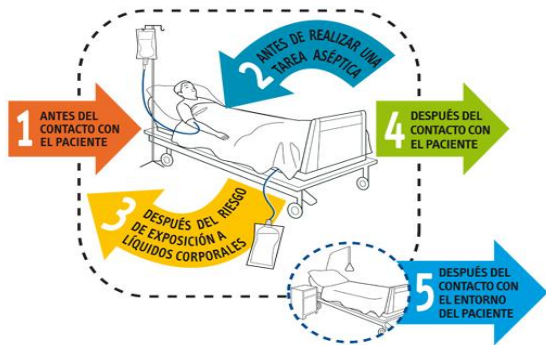 1 ANTES DEL
CONTACTO CON
EL PACIENTE
2 ANTES DE REALIZAR UNA
TAREA ASÉPTICA
3 DESPUÉS DEL RIESGO
DE EXPOSICIÓN A
LÍQUIDOS CORPORALES
4 DESPUÉS DEL
CONTACTO CON
EL PACIENTE
5 DESPUÉS DEL
CONTACTO CON
EL ENTORNO
DEL PACIENTE